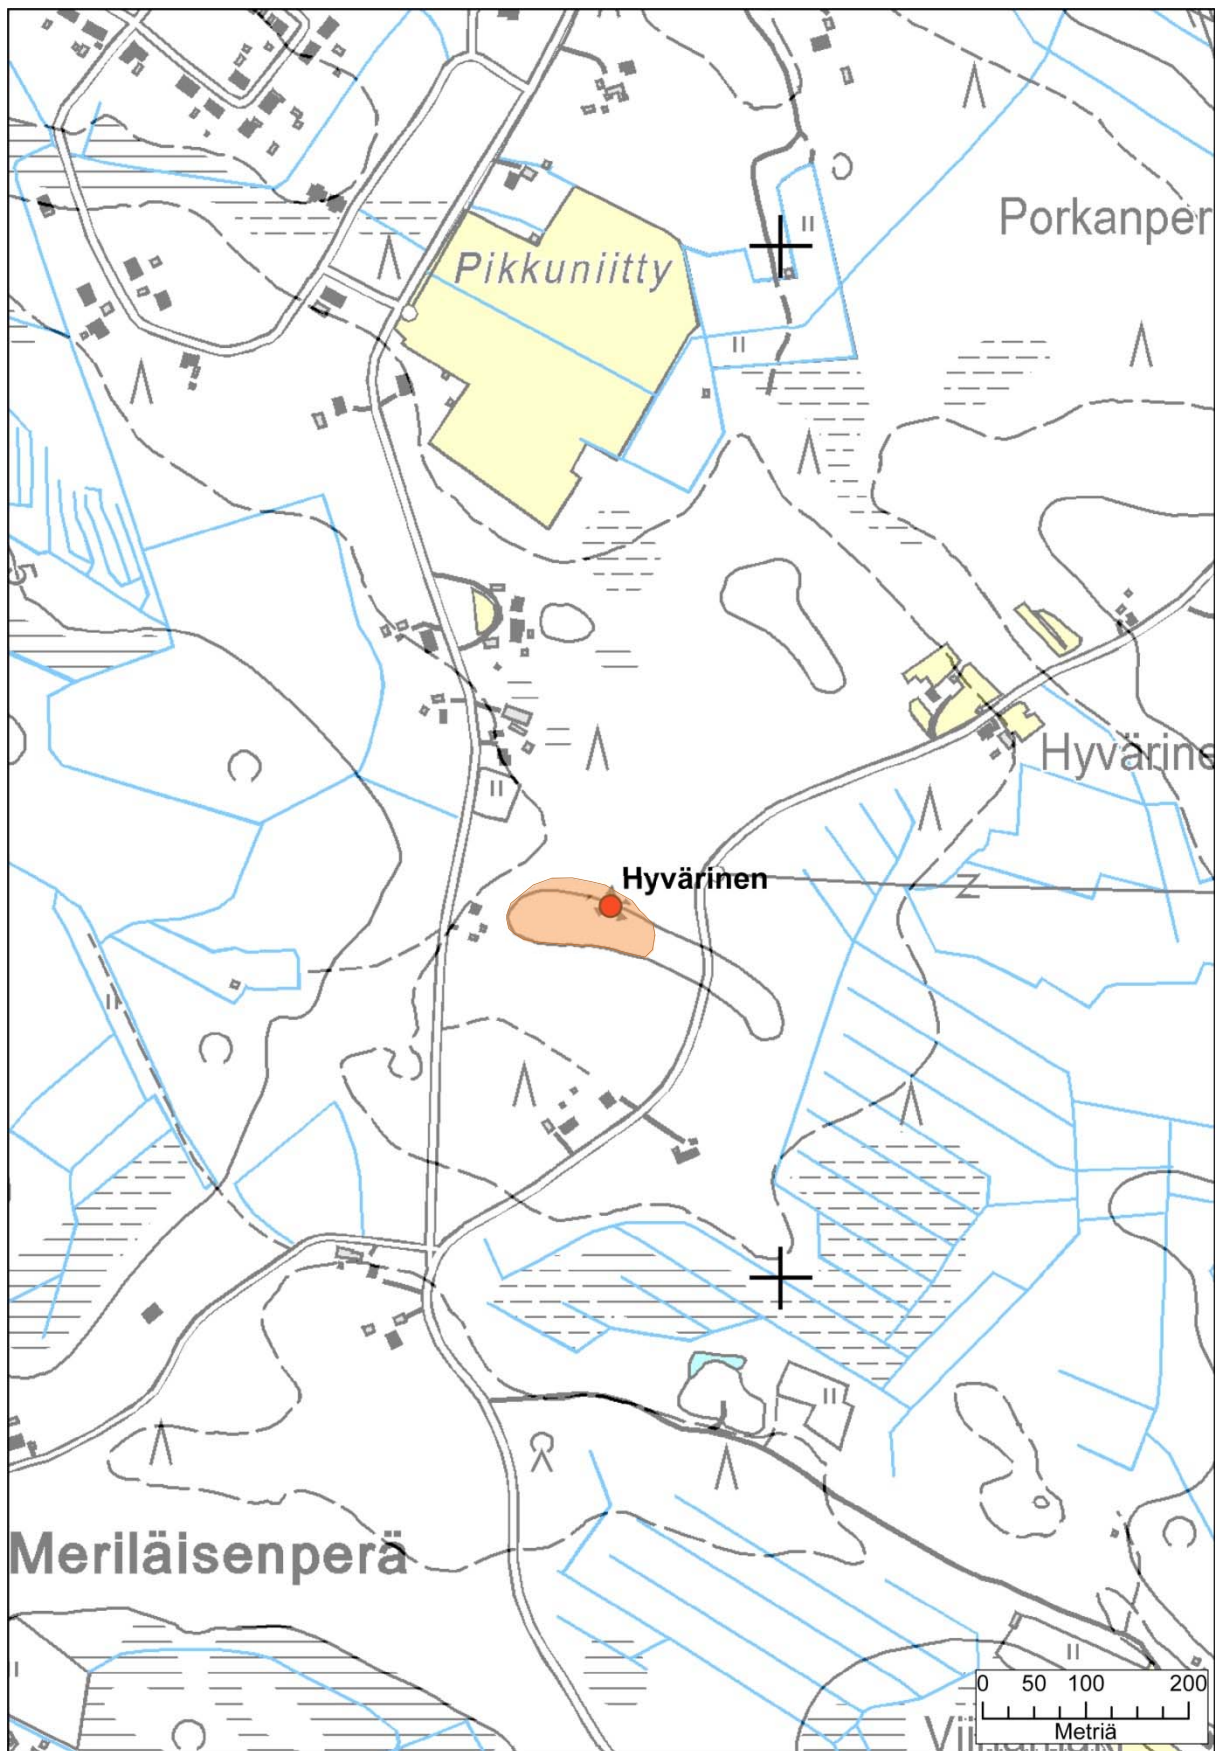 Porkanper
Pikkuniitty
Hyvärine
Hyvärinen
Z
Meriläisenperä
0 50 100 200
Metriä